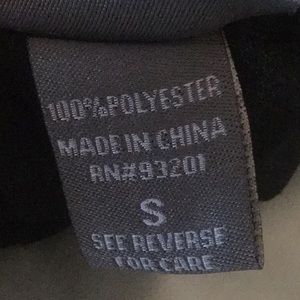 100%POLYESTER
MADE IN CHINA
RN#93201
S
SEE REVERSE
FOR CARE